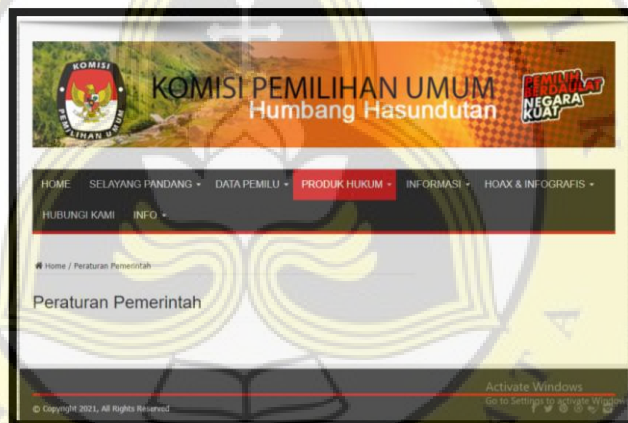 KOMISI
PEMILIHAN UMUM
KOMISI PEMILIHAN UMUM
Humbang Hasundutan
PEMILIH
BERDAULAT
NEGARA
KUAT
HOME SELAYANG PANDANG DATA PEMILU PRODUK HUKUM INFORMASI HOAX & INFOGRAFIS
HUBUNGI KAMI INFO
Home / Peraturan Pemerintah
Peraturan Pemerintah
Activate Windows
Go to Settings to activate Windows
© Copyright 2021, All Rights Reserved